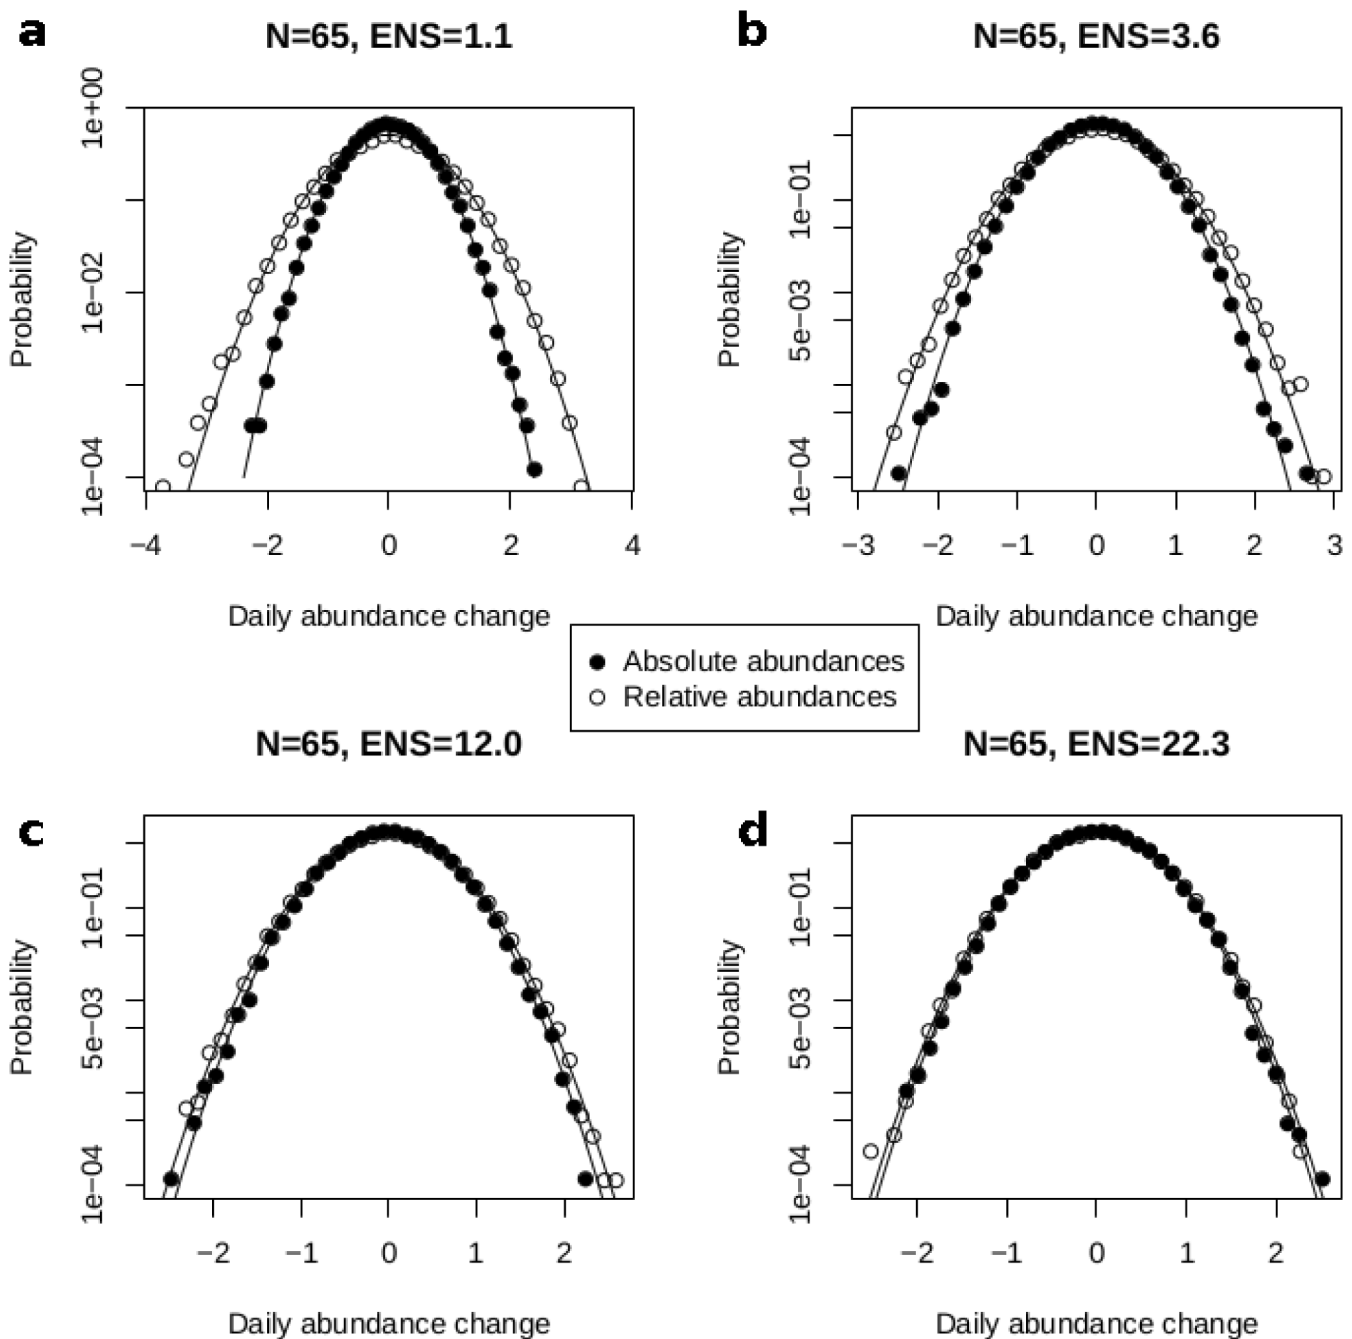 a
N=65, ENS=1.1
Probability
1e+00
1e−02
1e−04
−4 −2 0 2 4
Daily abundance change
b
N=65, ENS=3.6
Probability
1e−01
5e−03
1e−04
−3 −2 −1 0 1 2 3
Daily abundance change
Absolute abundances
Relative abundances
c
N=65, ENS=12.0
Probability
1e−01
5e−03
1e−04
−2 −1 0 1 2
Daily abundance change
d
N=65, ENS=22.3
Probability
1e−01
5e−03
1e−04
−2 −1 0 1 2
Daily abundance change